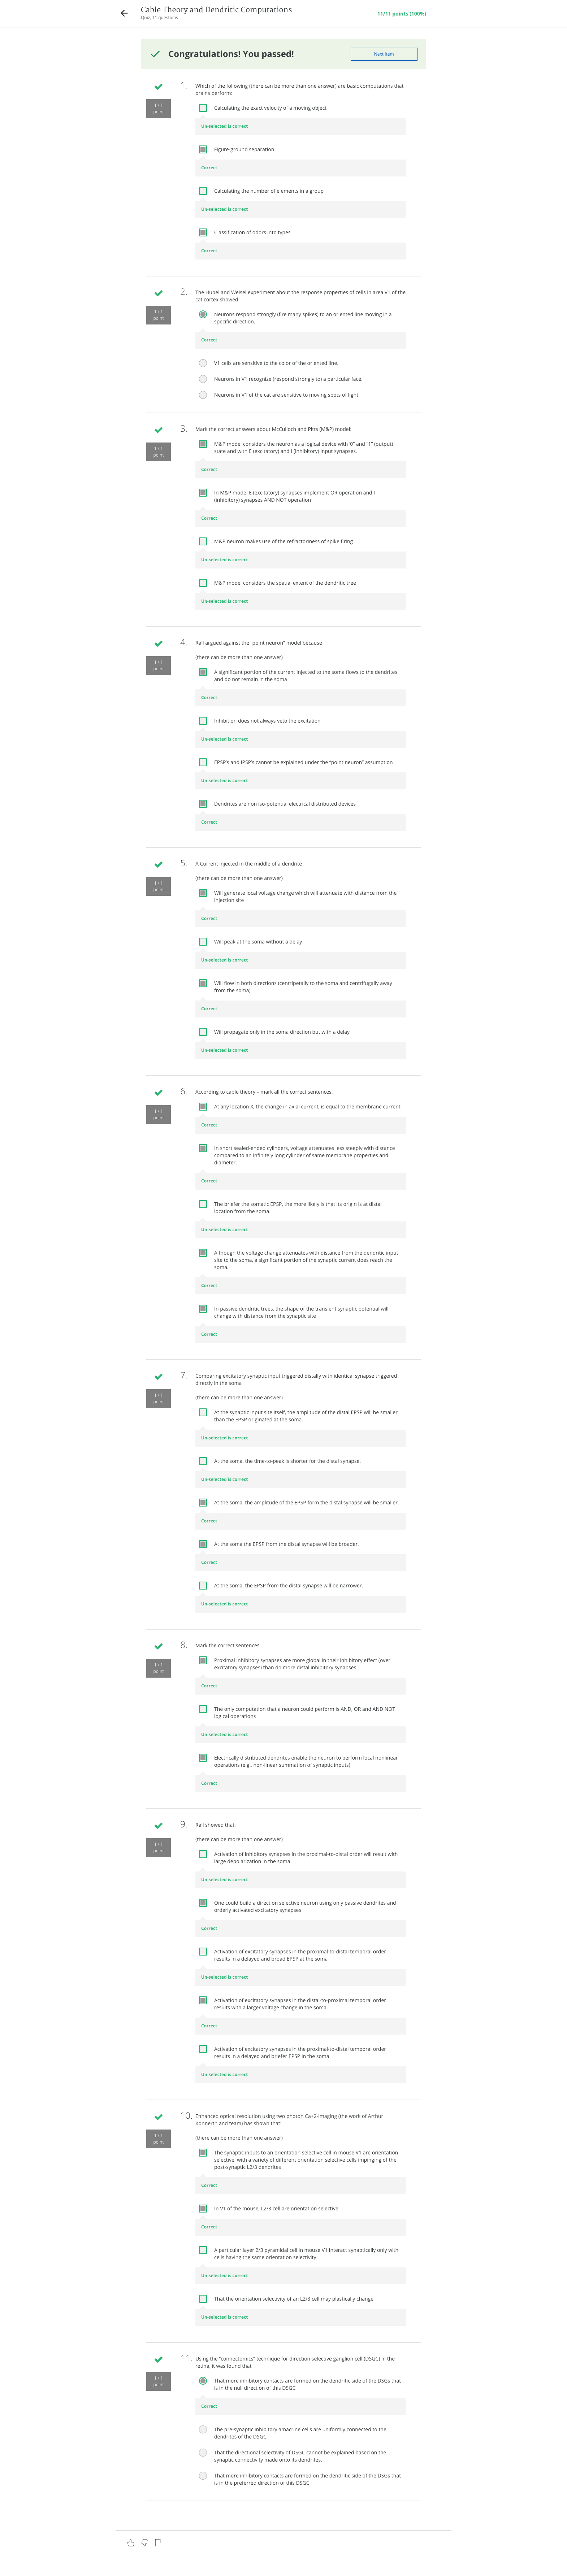 Cable Theory and Dendritic Computations
Quiz, 11 questions
11/11 points (100%)
Congratulations! You passed!
Next Item
1 / 1
point
1.
Which of the following (there can be more than one answer) are basic computations that
brains perform:
Calculating the exact velocity of a moving object
Un-selected is correct
Figure-ground separation
Correct
Calculating the number of elements in a group
Un-selected is correct
Classification of odors into types
Correct
1 / 1
point
2.
The Hubel and Weisel experiment about the response properties of cells in area V1 of the
cat cortex showed:
Neurons respond strongly (fire many spikes) to an oriented line moving in a
specific direction.
Correct
V1 cells are sensitive to the color of the oriented line.
Neurons in V1 recognize (respond strongly to) a particular face.
Neurons in V1 of the cat are sensitive to moving spots of light.
1 / 1
point
3.
Mark the correct answers about McCulloch and Pitts (M&P) model:
M&P model considers the neuron as a logical device with '0" and "1" (output)
state and with E (excitatory) and I (inhibitory) input synapses.
Correct
In M&P model E (excitatory) synapses implement OR operation and I
(inhibitory) synapses AND NOT operation
Correct
M&P neuron makes use of the refractoriness of spike firing
Un-selected is correct
M&P model considers the spatial extent of the dendritic tree
Un-selected is correct
1 / 1
point
4.
Rall argued against the "point neuron" model because
(there can be more than one answer)
A significant portion of the current injected to the soma flows to the dendrites
and do not remain in the soma
Correct
Inhibition does not always veto the excitation
Un-selected is correct
EPSP's and IPSP's cannot be explained under the "point neuron" assumption
Un-selected is correct
Dendrites are non iso-potential electrical distributed devices
Correct
1 / 1
point
5.
A Current injected in the middle of a dendrite
(there can be more than one answer)
Will generate local voltage change which will attenuate with distance from the
injection site
Correct
Will peak at the soma without a delay
Un-selected is correct
Will flow in both directions (centripetally to the soma and centrifugally away
from the soma)
Correct
Will propagate only in the soma direction but with a delay
Un-selected is correct
1 / 1
point
6.
According to cable theory – mark all the correct sentences.
At any location X, the change in axial current, is equal to the membrane current
Correct
In short sealed-ended cylinders, voltage attenuates less steeply with distance
compared to an infinitely long cylinder of same membrane properties and
diameter.
Correct
The briefer the somatic EPSP, the more likely is that its origin is at distal
location from the soma.
Un-selected is correct
Although the voltage change attenuates with distance from the dendritic input
site to the soma, a significant portion of the synaptic current does reach the
soma.
Correct
In passive dendritic trees, the shape of the transient synaptic potential will
change with distance from the synaptic site
Correct
1 / 1
point
7.
Comparing excitatory synaptic input triggered distally with identical synapse triggered
directly in the soma
(there can be more than one answer)
At the synaptic input site itself, the amplitude of the distal EPSP will be smaller
than the EPSP originated at the soma.
Un-selected is correct
At the soma, the time-to-peak is shorter for the distal synapse.
Un-selected is correct
At the soma, the amplitude of the EPSP form the distal synapse will be smaller.
Correct
At the soma the EPSP from the distal synapse will be broader.
Correct
At the soma, the EPSP from the distal synapse will be narrower.
Un-selected is correct
1 / 1
point
8.
Mark the correct sentences
Proximal inhibitory synapses are more global in their inhibitory effect (over
excitatory synapses) than do more distal inhibitory synapses
Correct
The only computation that a neuron could perform is AND, OR and AND NOT
logical operations
Un-selected is correct
Electrically distributed dendrites enable the neuron to perform local nonlinear
operations (e.g., non-linear summation of synaptic inputs)
Correct
1 / 1
point
9.
Rall showed that:
(there can be more than one answer)
Activation of inhibitory synapses in the proximal-to-distal order will result with
large depolarization in the soma
Un-selected is correct
One could build a direction selective neuron using only passive dendrites and
orderly activated excitatory synapses
Correct
Activation of excitatory synapses in the proximal-to-distal temporal order
results in a delayed and broad EPSP at the soma
Un-selected is correct
Activation of excitatory synapses in the distal-to-proximal temporal order
results with a larger voltage change in the soma
Correct
Activation of excitatory synapses in the proximal-to-distal temporal order
results in a delayed and briefer EPSP in the soma
Un-selected is correct
1 / 1
point
10.
Enhanced optical resolution using two photon Ca+2-imaging (the work of Arthur
Konnerth and team) has shown that:
(there can be more than one answer)
The synaptic inputs to an orientation selective cell in mouse V1 are orientation
selective, with a variety of different orientation selective cells impinging of the
post-synaptic L2/3 dendrites
Correct
In V1 of the mouse, L2/3 cell are orientation selective
Correct
A particular layer 2/3 pyramidal cell in mouse V1 interact synaptically only with
cells having the same orientation selectivity
Un-selected is correct
That the orientation selectivity of an L2/3 cell may plastically change
Un-selected is correct
1 / 1
point
11.
Using the "connectomics" technique for direction selective ganglion cell (DSGC) in the
retina, it was found that
That more inhibitory contacts are formed on the dendritic side of the DSGs that
is in the null direction of this DSGC
Correct
The pre-synaptic inhibitory amacrine cells are uniformly connected to the
dendrites of the DSGC
That the directional selectivity of DSGC cannot be explained based on the
synaptic connectivity made onto its dendrites.
That more inhibitory contacts are formed on the dendritic side of the DSGs that
is in the preferred direction of this DSGC